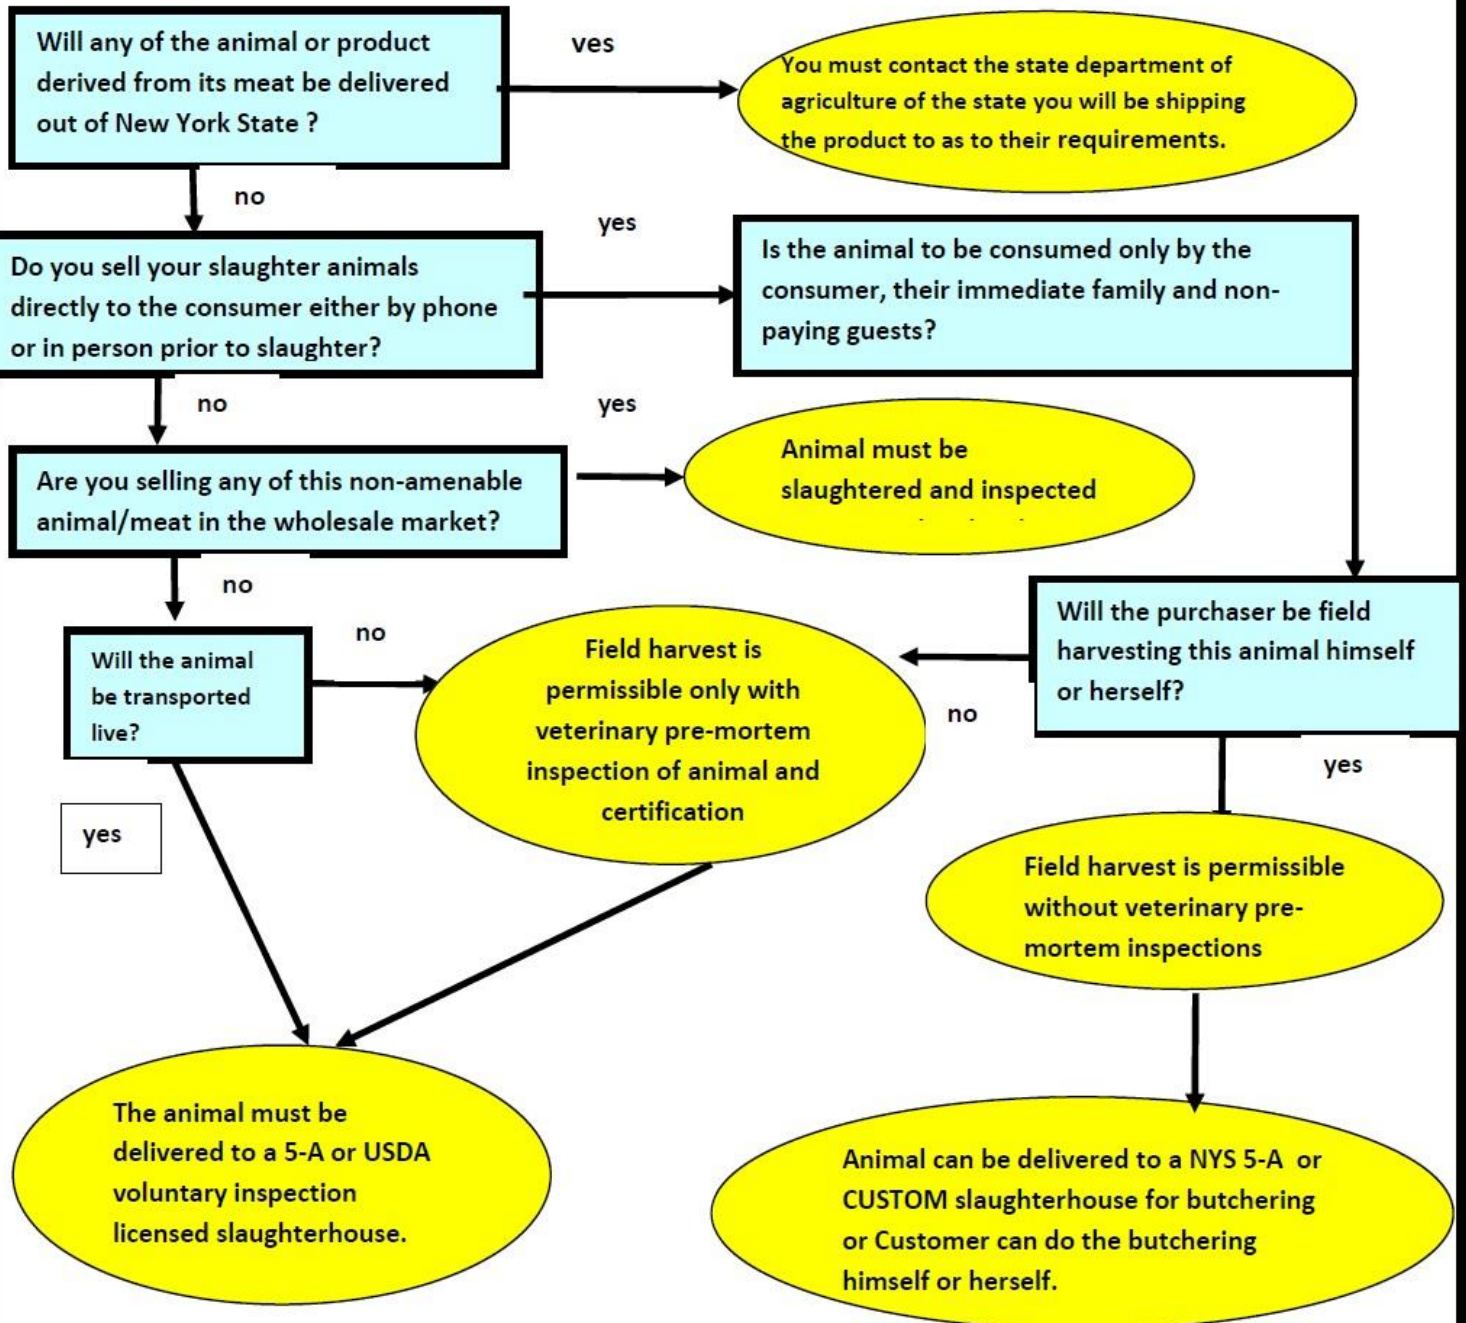 Will any of the animal or product
derived from its meat be delivered
out of New York State ?
ves
You must contact the state department of
agriculture of the state you will be shipping
the product to as to their requirements.
no
Do you sell your slaughter animals
directly to the consumer either by phone
or in person prior to slaughter?
yes
Is the animal to be consumed only by the
consumer, their immediate family and non-
paying guests?
no
Are you selling any of this non-amenable
animal/meat in the wholesale market?
yes
Animal must be
slaughtered and inspected
no
Will the animal
be transported
live?
no
Field harvest is
permissible only with
veterinary pre-mortem
inspection of animal and
certification
Will the purchaser be field
harvesting this animal himself
or herself?
no
yes
yes
Field harvest is permissible
without veterinary pre-
mortem inspections
The animal must be
delivered to a 5-A or USDA
voluntary inspection
licensed slaughterhouse.
Animal can be delivered to a NYS 5-A or
CUSTOM slaughterhouse for butchering
or Customer can do the butchering
himself or herself.